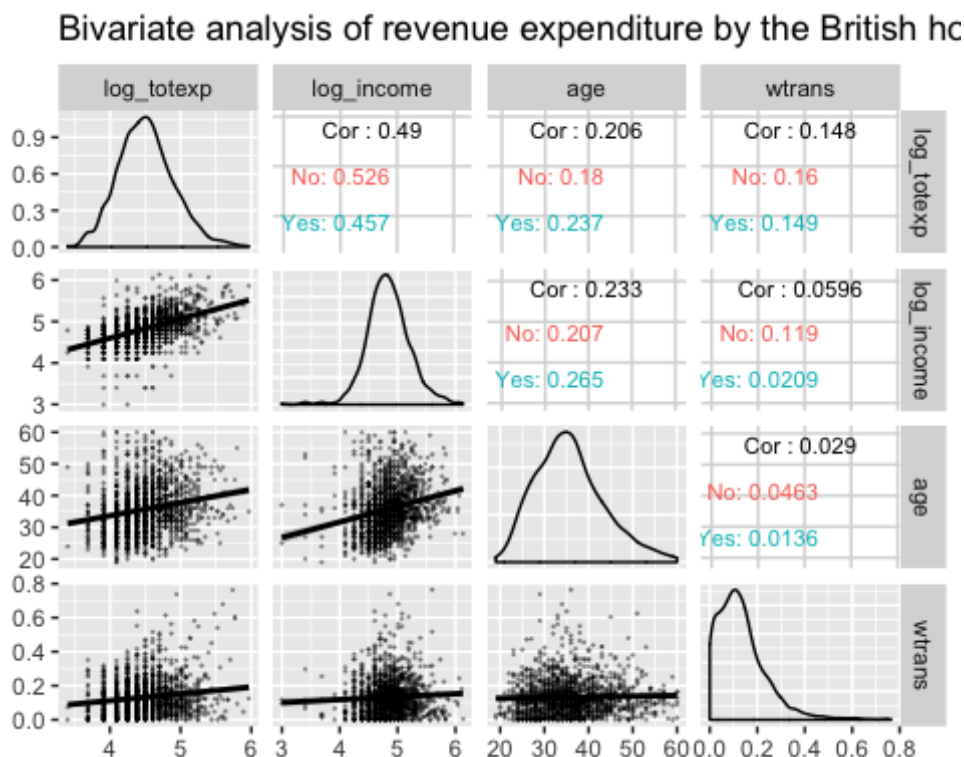 Bivariate analysis of revenue expenditure by the British ho
log_totexp log_income age wtrans
0.9 Cor : 0.49 Cor : 0.206 Cor : 0.148 log_totexp
0.6 No: 0.526 No: 0.18 No: 0.16
0.3 Yes: 0.457 Yes: 0.237 Yes: 0.149
0.0
6 Cor : 0.233 Cor : 0.0596 log_income
5 No: 0.207 No: 0.119
4 Yes: 0.265 Yes: 0.0209
3
60 Cor : 0.029 age
50
40 No: 0.0463
30 Yes: 0.0136
20
0.8 wtrans
0.6
0.4
0.2
0.0
4 5 6 3 4 5 6 20 30 40 50 60 0.0 0.2 0.4 0.6 0.8